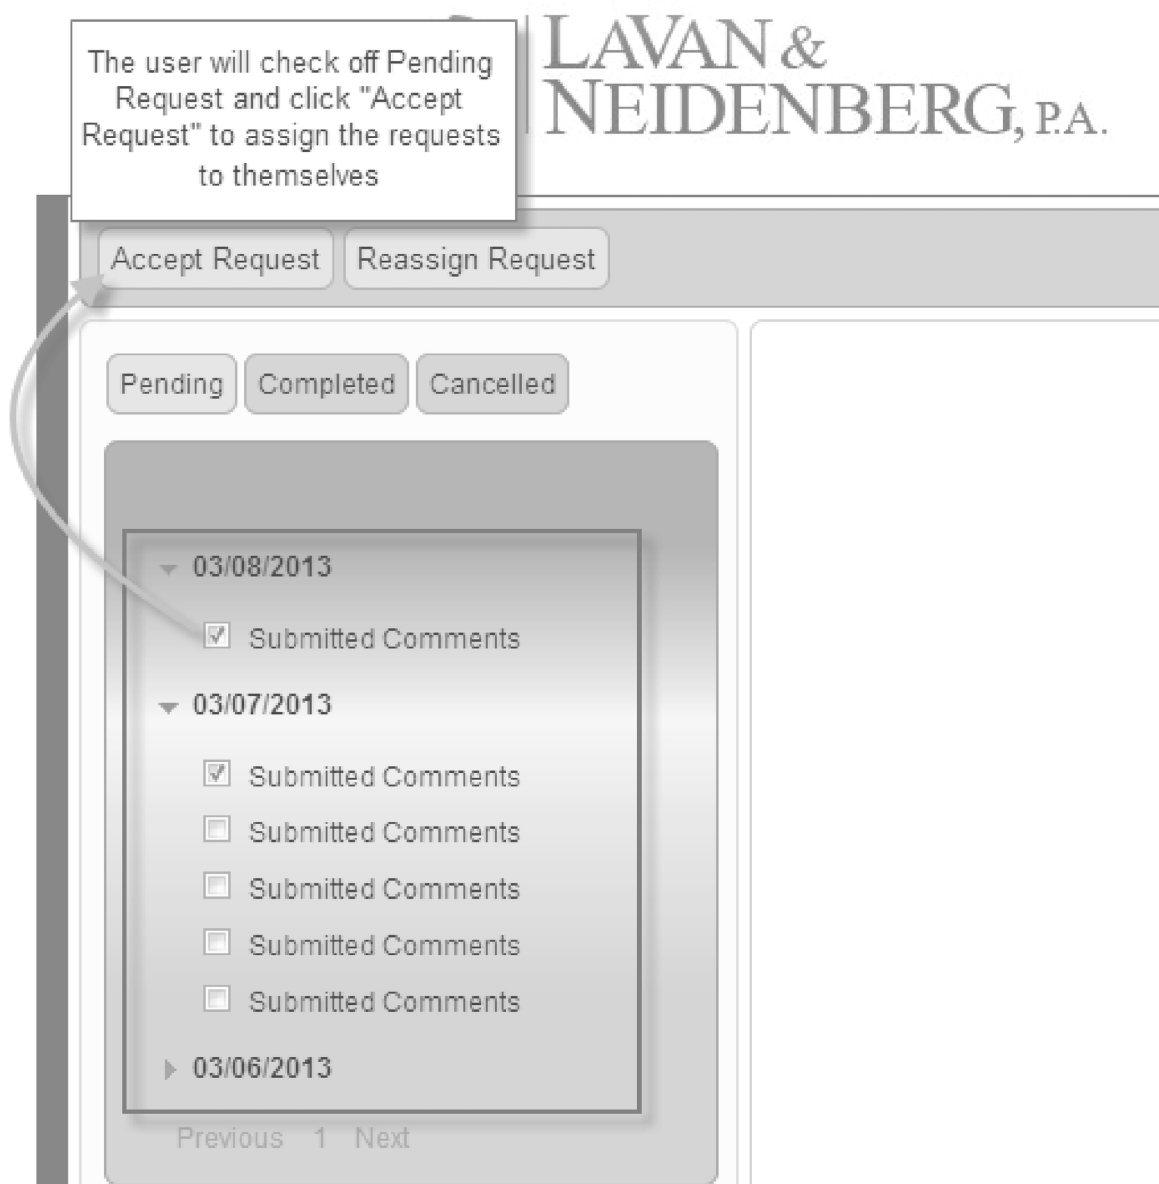 The user will check off Pending
Request and click "Accept
Request" to assign the requests
to themselves
LAVAN &
NEIDENBERG, P.A.
Accept Request Reassign Request
Pending Completed Cancelled
03/08/2013
Submitted Comments
03/07/2013
Submitted Comments
Submitted Comments
Submitted Comments
Submitted Comments
Submitted Comments
03/06/2013
Previous 1 Next